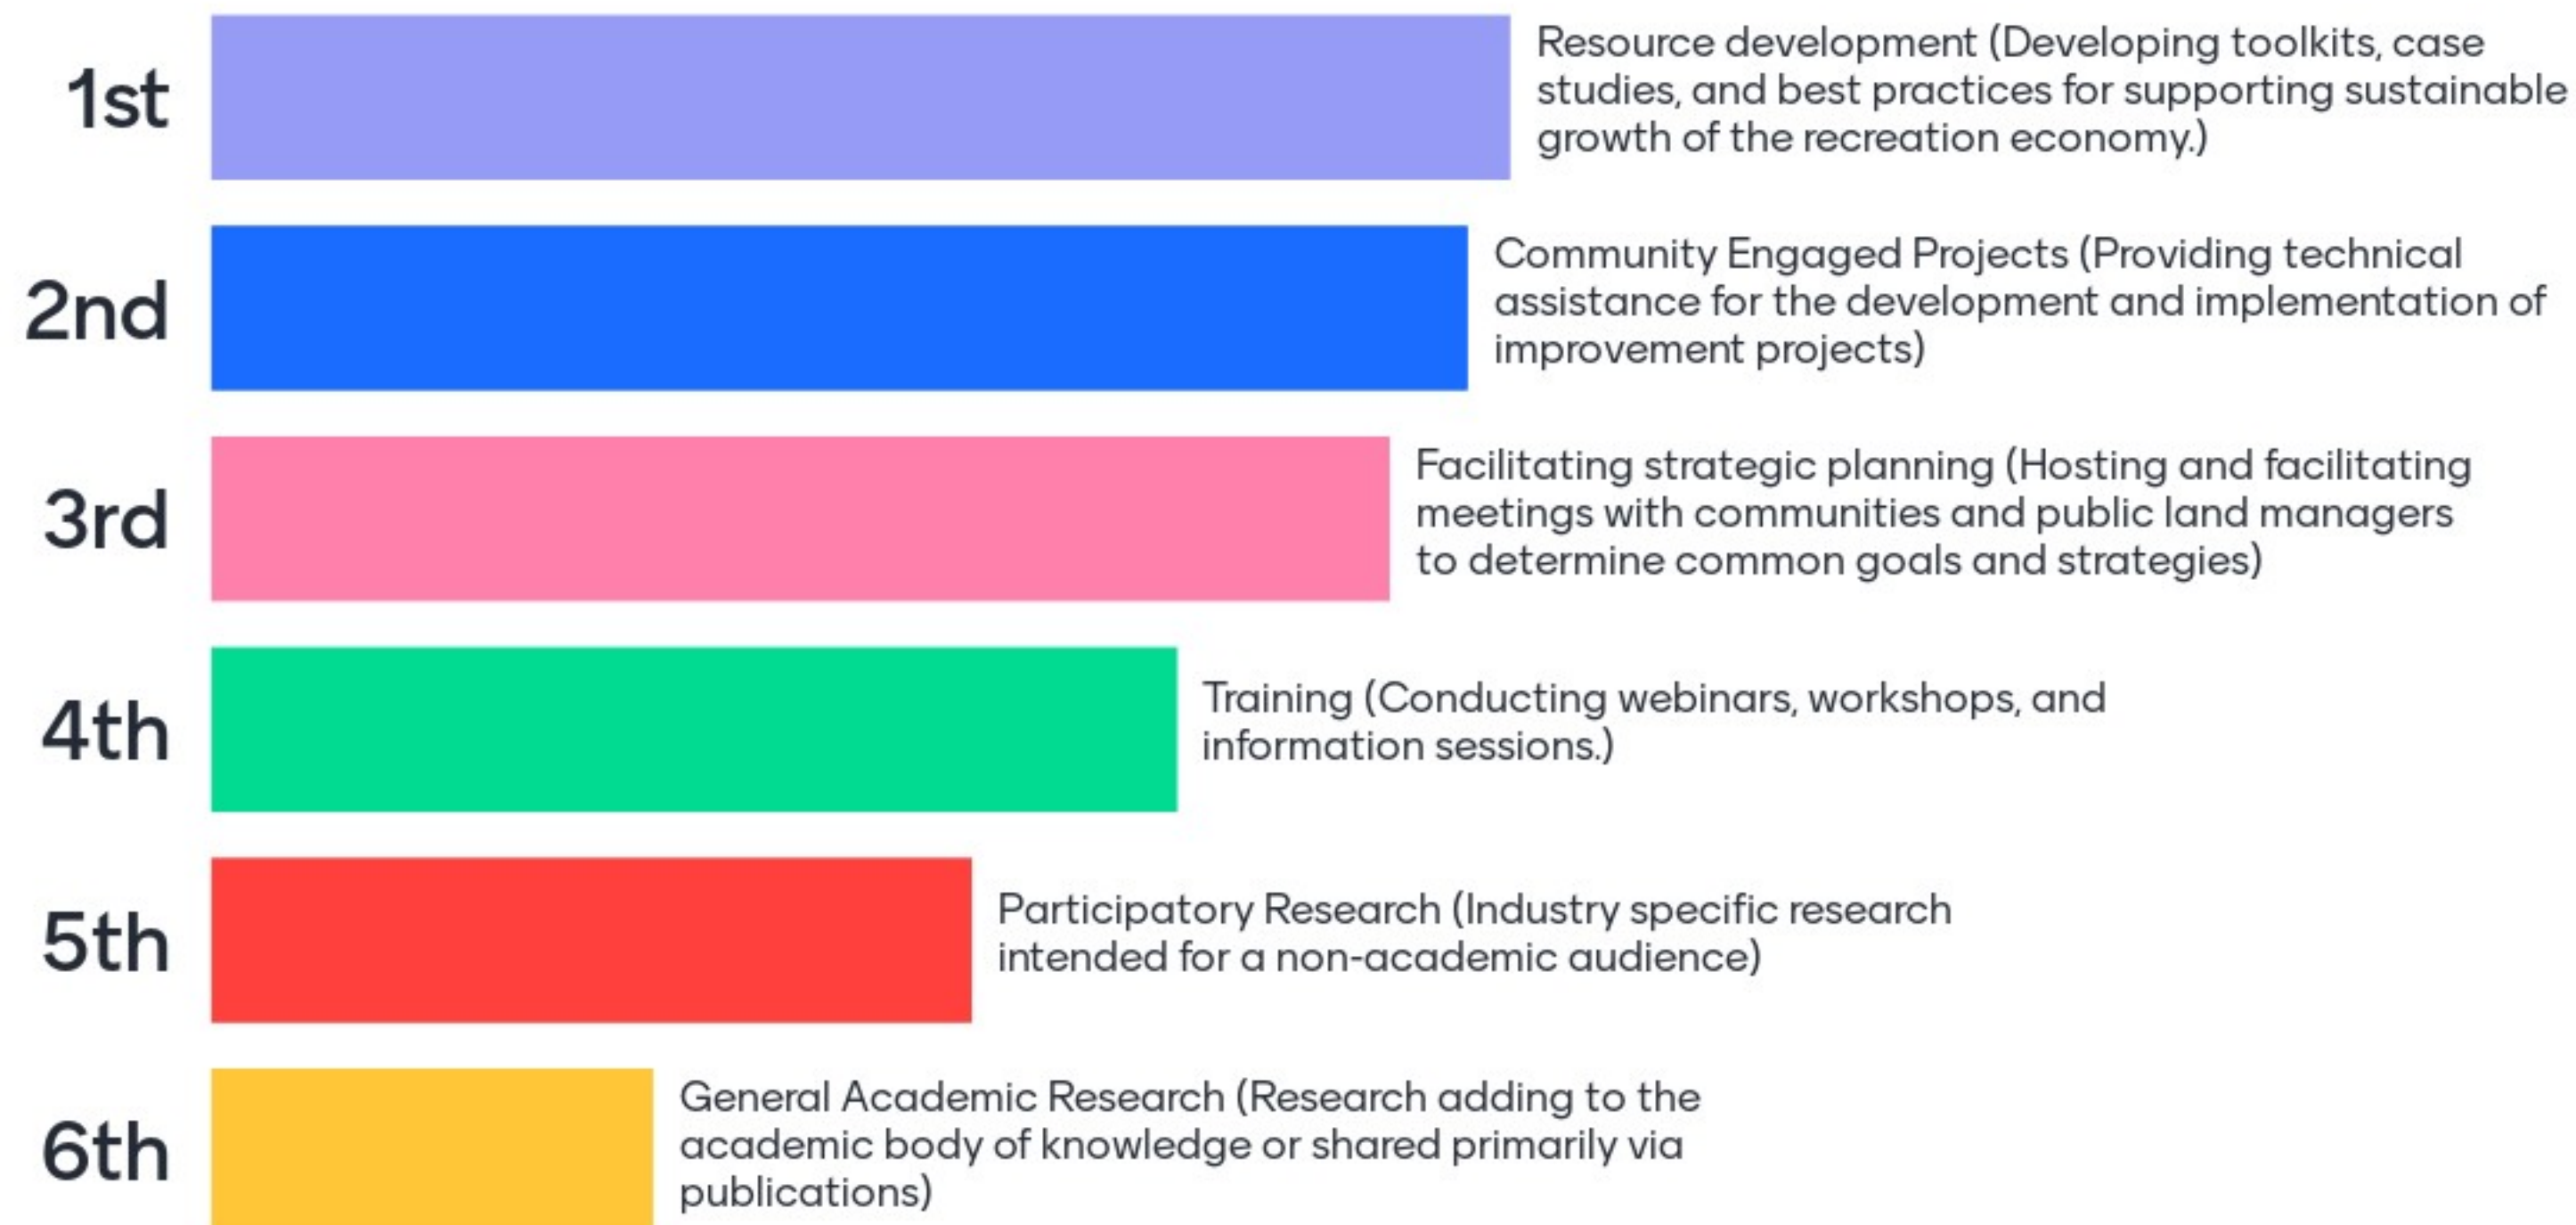 1st
Resource development (Developing toolkits, case
studies, and best practices for supporting sustainable
growth of the recreation economy.)
2nd
Community Engaged Projects (Providing technical
assistance for the development and implementation of
improvement projects)
3rd
Facilitating strategic planning (Hosting and facilitating
meetings with communities and public land managers
to determine common goals and strategies)
4th
Training (Conducting webinars, workshops, and
information sessions.)
5th
Participatory Research (Industry specific research
intended for a non-academic audience)
6th
General Academic Research (Research adding to the
academic body of knowledge or shared primarily via
publications)